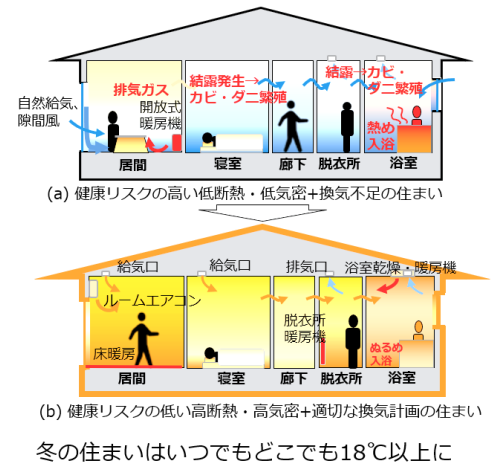 排気ガス
結露発生→
カビ・ダニ繁殖
結露→カビ・
ダニ繁殖
自然給気、
隙間風
開放式
暖房機
熱め
入浴
居間
寝室
廊下
脱衣所
浴室
(a) 健康リスクの高い低断熱・低気密+換気不足の住まい
給気口
給気口
排気口
浴室乾燥・暖房機
ルームエアコン
脱衣所
暖房機
床暖房
ぬるめ
入浴
居間
寝室
廊下
脱衣所
浴室
(b) 健康リスクの低い高断熱・高気密+適切な換気計画の住まい
冬の住まいはいつでもどこでも18℃以上に